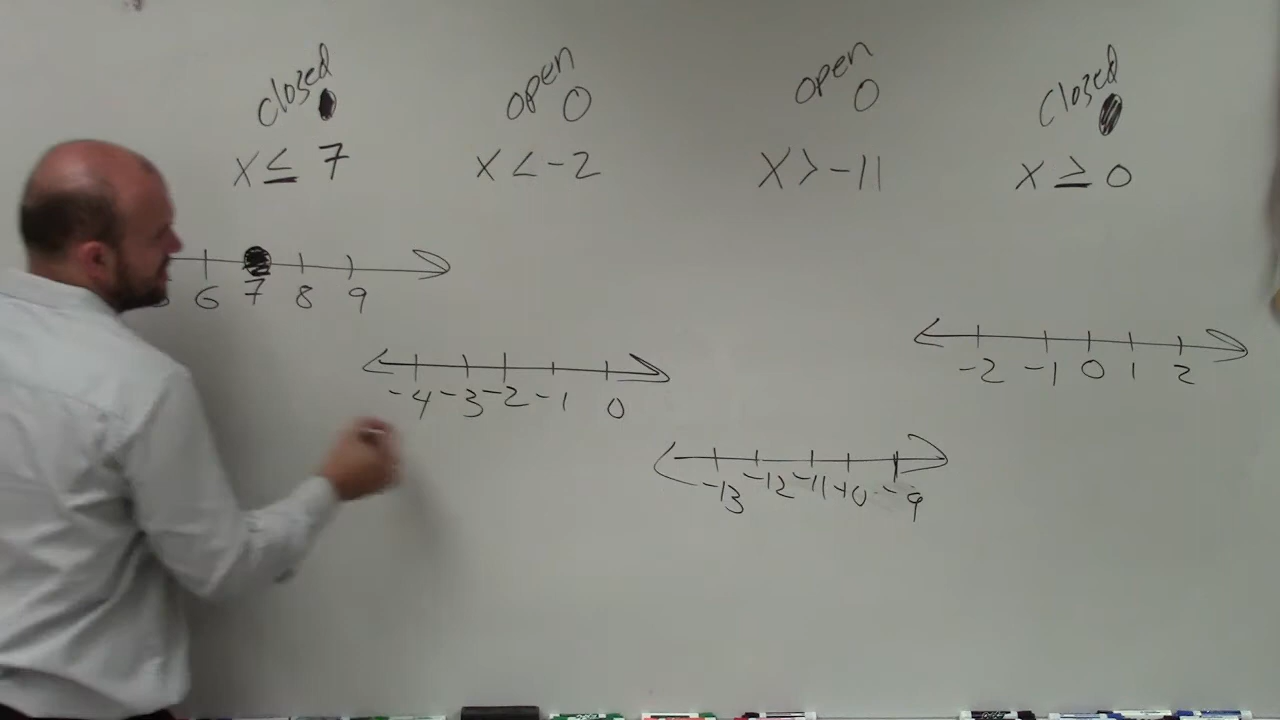 closed open open closed
x ≤ 7 x < -2 x > -11 x ≥ 0
6 7 8 9
-2 -1 0 1 2
-4 -3 -2 -1 0
-13 -12 -11 -10 -9